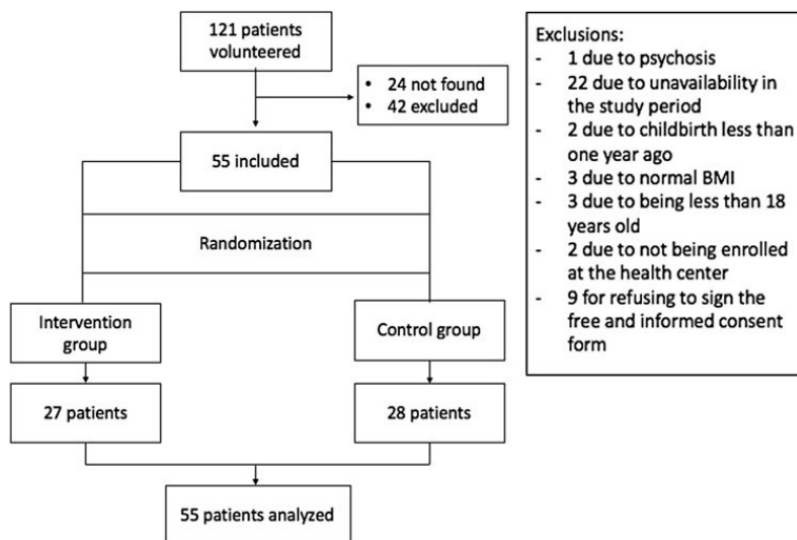 121 patients
volunteered
• 24 not found
• 42 excluded
55 included
Randomization
Intervention
group
Control group
27 patients
28 patients
55 patients analyzed
Exclusions:
- 1 due to psychosis
- 22 due to unavailability in
the study period
- 2 due to childbirth less than
one year ago
- 3 due to normal BMI
- 3 due to being less than 18
years old
- 2 due to not being enrolled
at the health center
- 9 for refusing to sign the
free and informed consent
form